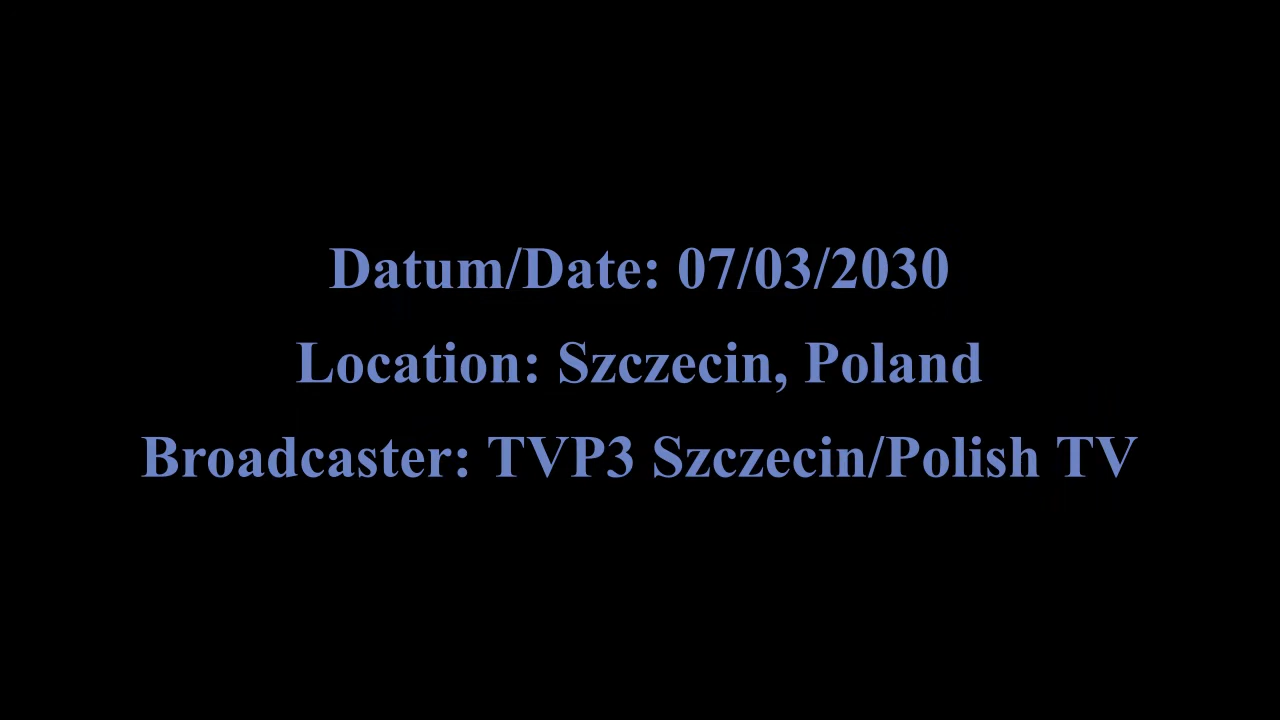 Datum/Date: 07/03/2030
Location: Szczecin, Poland
Broadcaster: TVP3 Szczecin/Polish TV